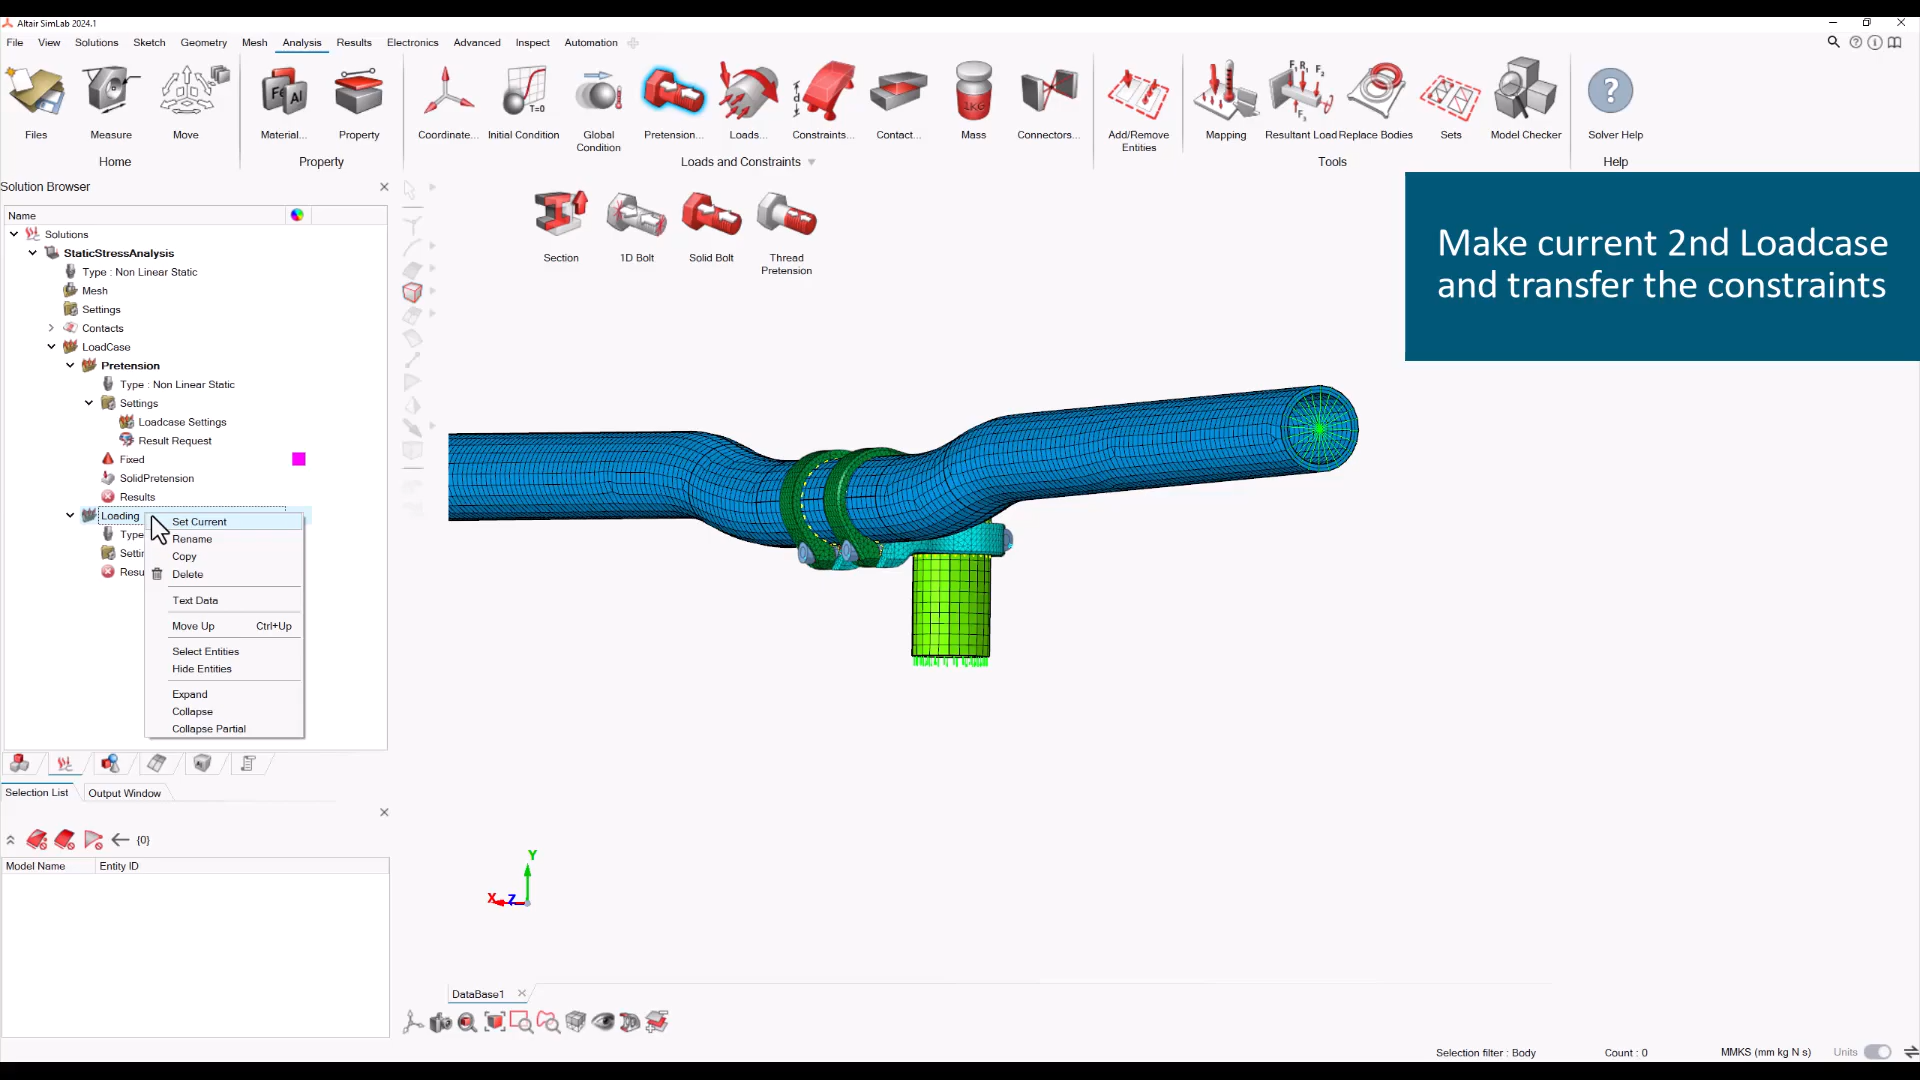 Altair SimLab 2024.1
File View Solutions Sketch Geometry Mesh Analysis Results Electronics Advanced Inspect Automation
Files Measure Move Material... Property Coordinate... Initial Condition Global Condition Pretension... Loads... Constraints... Contact... Mass Connectors... Add/Remove Entities Mapping Resultant Load Replace Bodies Sets Model Checker Solver Help
Home Property Loads and Constraints Tools Help
Solution Browser
Name
Solutions
StaticStressAnalysis
Type : Non Linear Static
Mesh
Settings
Contacts
LoadCase
Pretension
Type : Non Linear Static
Settings
Loadcase Settings
Result Request
Fixed
SolidPretension
Results
Loading
Type
Settin
Resu
Set Current
Rename
Copy
Delete
Text Data
Move Up Ctrl+Up
Select Entities
Hide Entities
Expand
Collapse
Collapse Partial
Section 1D Bolt Solid Bolt Thread Pretension
Make current 2nd Loadcase
and transfer the constraints
Selection List Output Window
{0}
Model Name Entity ID
Y
X Z
DataBase1
Selection filter : Body Count : 0 MMKS (mm kg N s) Units